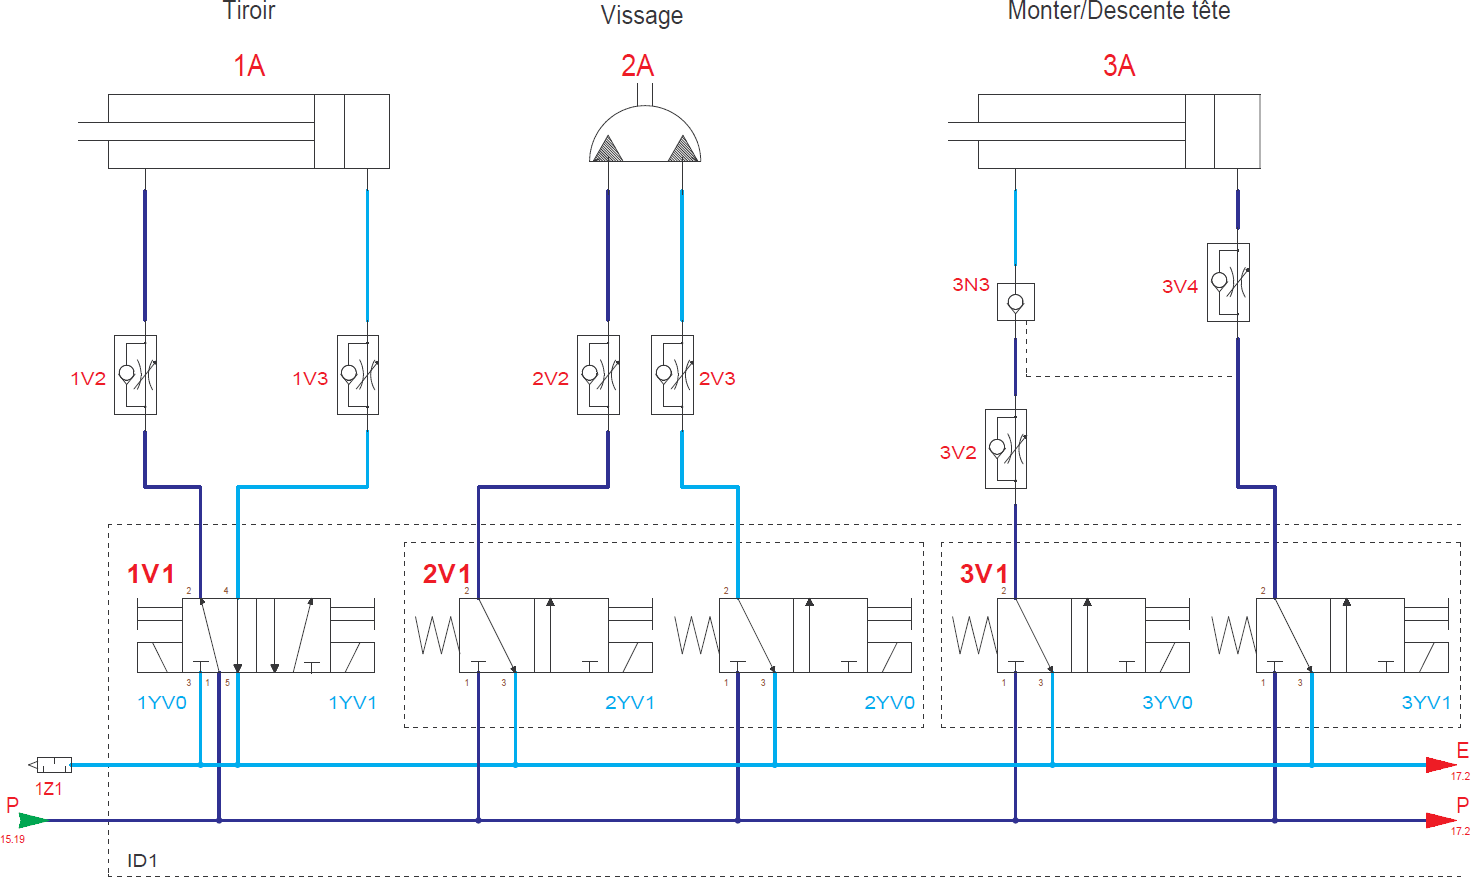 Tiroir
Vissage
Monter/Descente tête
1A
2A
3A
3N3
3V4
1V2
1V3
2V2
2V3
3V2
1V1
2V1
3V1
2 4
2
2
2
2
3 1 5
1 3
1 3
1 3
1 3
1YV0
1YV1
2YV1
2YV0
3YV0
3YV1
1Z1
E
17.2
P
15.19
P
17.2
ID1